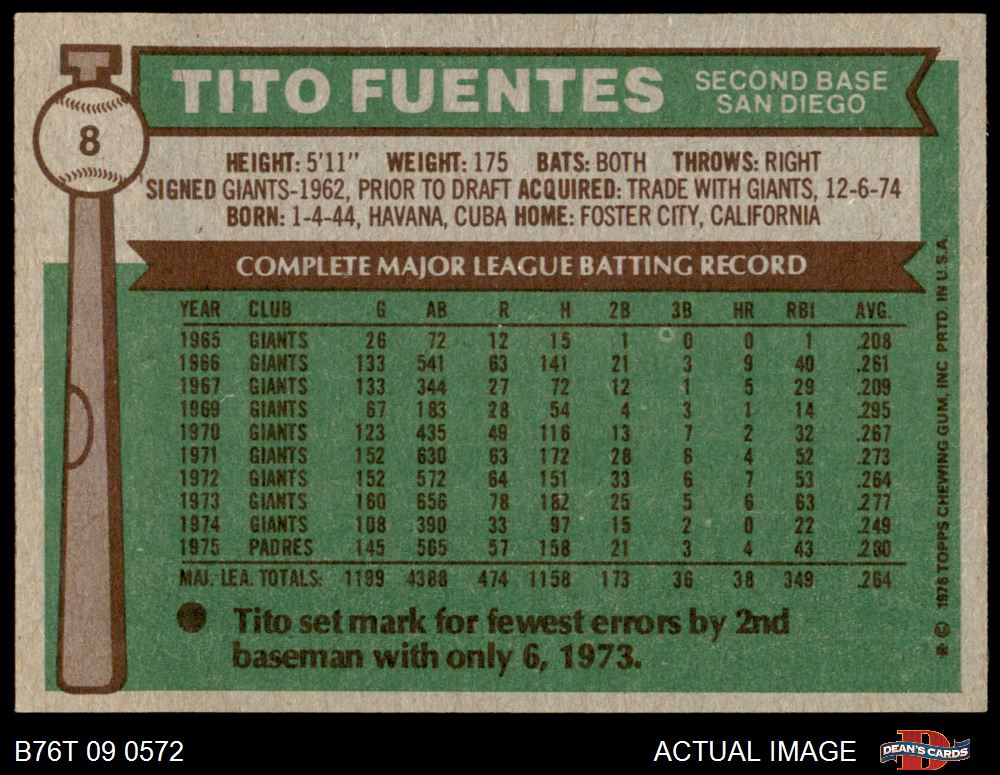 8
TITO FUENTES
SECOND BASE
SAN DIEGO
HEIGHT: 5'11" WEIGHT: 175 BATS: BOTH THROWS: RIGHT
SIGNED GIANTS-1962, PRIOR TO DRAFT ACQUIRED: TRADE WITH GIANTS, 12-6-74
BORN: 1-4-44, HAVANA, CUBA HOME: FOSTER CITY, CALIFORNIA
COMPLETE MAJOR LEAGUE BATTING RECORD
YEAR CLUB G AB R H 2B 3B HR RBI AVG.
1965 GIANTS 26 72 12 15 1 0 0 1 .208
1966 GIANTS 133 541 63 141 21 3 9 40 .261
1967 GIANTS 133 344 27 72 12 1 5 29 .209
1969 GIANTS 67 183 28 54 4 3 1 14 .295
1970 GIANTS 123 435 49 116 13 7 2 32 .267
1971 GIANTS 152 630 63 172 28 6 4 52 .273
1972 GIANTS 152 572 64 151 33 6 7 53 .264
1973 GIANTS 160 656 78 182 25 5 6 63 .277
1974 GIANTS 108 390 33 97 15 2 0 22 .249
1975 PADRES 145 565 57 158 21 3 4 43 .280
MAJ. LEA. TOTALS: 1199 4388 474 1158 173 36 38 349 .264
Tito set mark for fewest errors by 2nd
baseman with only 6, 1973.
* © 1976 TOPPS CHEWING GUM, INC PRTD. IN U.S.A.
B76T 09 0572
ACTUAL IMAGE
D
DEAN'S CARDS